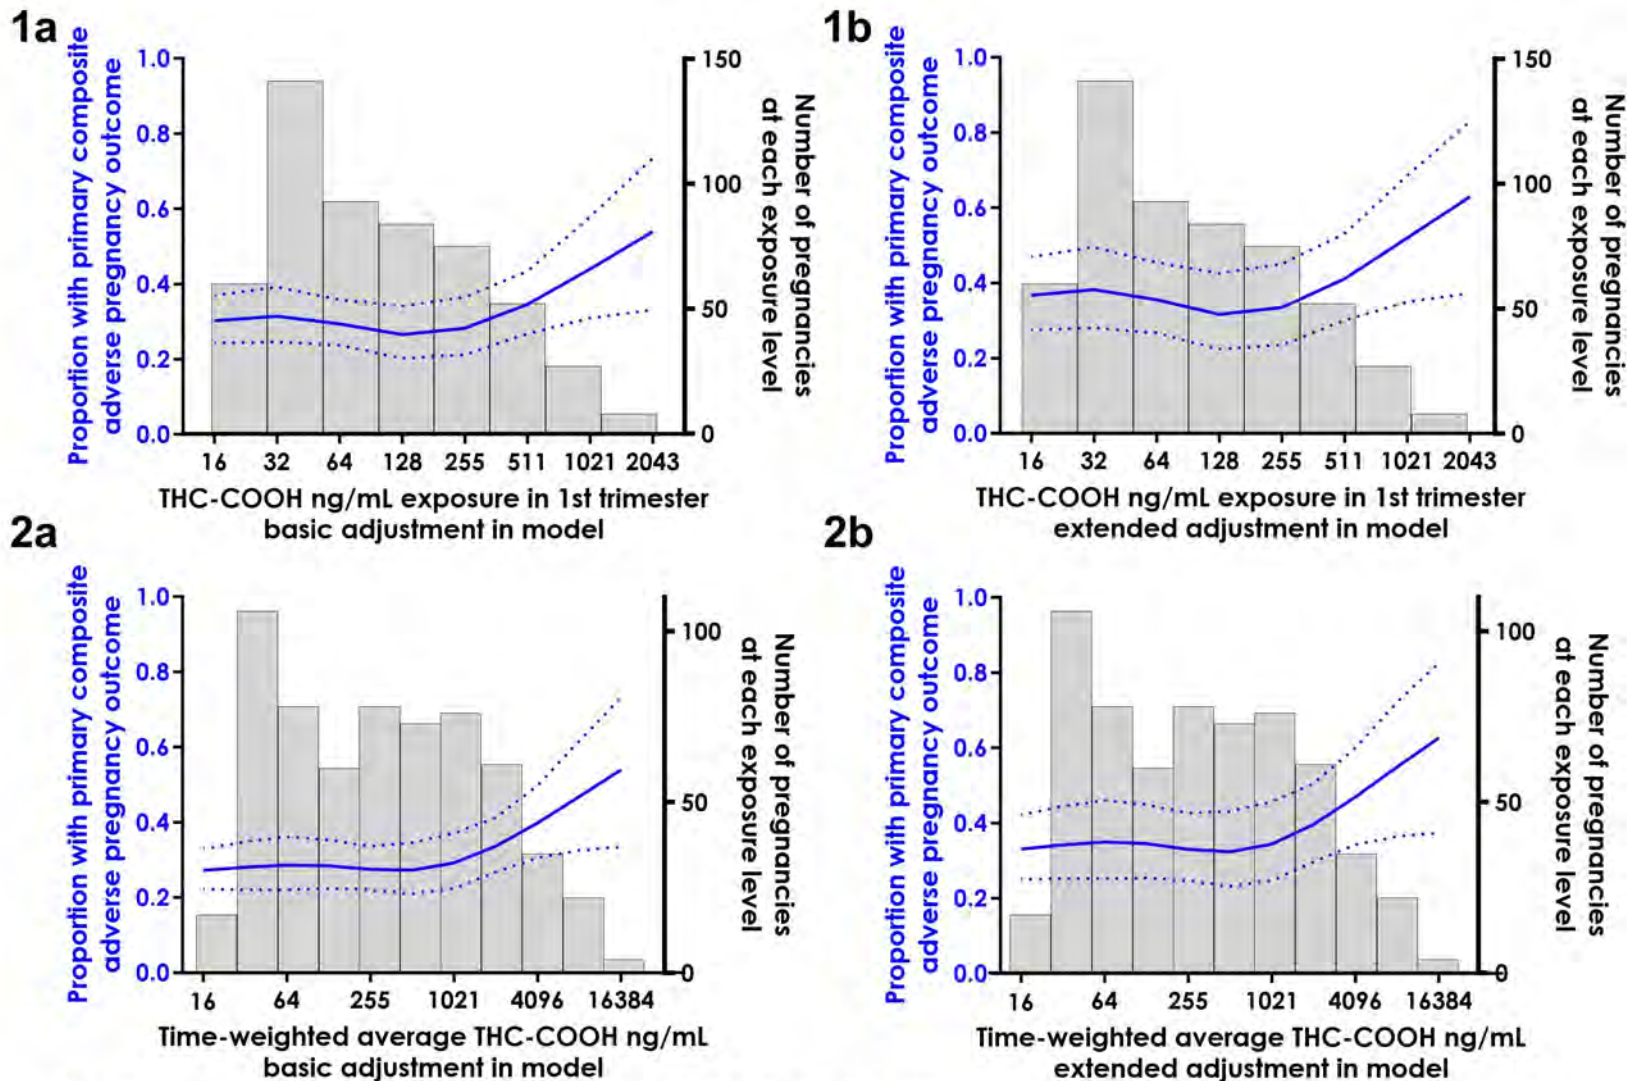 1a
Proportion with primary composite
adverse pregnancy outcome
1.0
0.8
0.6
0.4
0.2
0.0
150
100
50
0
Number of pregnancies
at each exposure level
16 32 64 128 255 511 1021 2043
THC-COOH ng/mL exposure in 1st trimester
basic adjustment in model
1b
Proportion with primary composite
adverse pregnancy outcome
1.0
0.8
0.6
0.4
0.2
0.0
150
100
50
0
Number of pregnancies
at each exposure level
16 32 64 128 255 511 1021 2043
THC-COOH ng/mL exposure in 1st trimester
extended adjustment in model
2a
Proportion with primary composite
adverse pregnancy outcome
1.0
0.8
0.6
0.4
0.2
0.0
100
50
0
Number of pregnancies
at each exposure level
16 64 255 1021 4096 16384
Time-weighted average THC-COOH ng/mL
basic adjustment in model
2b
Proportion with primary composite
adverse pregnancy outcome
1.0
0.8
0.6
0.4
0.2
0.0
100
50
0
Number of pregnancies
at each exposure level
16 64 255 1021 4096 16384
Time-weighted average THC-COOH ng/mL
extended adjustment in model